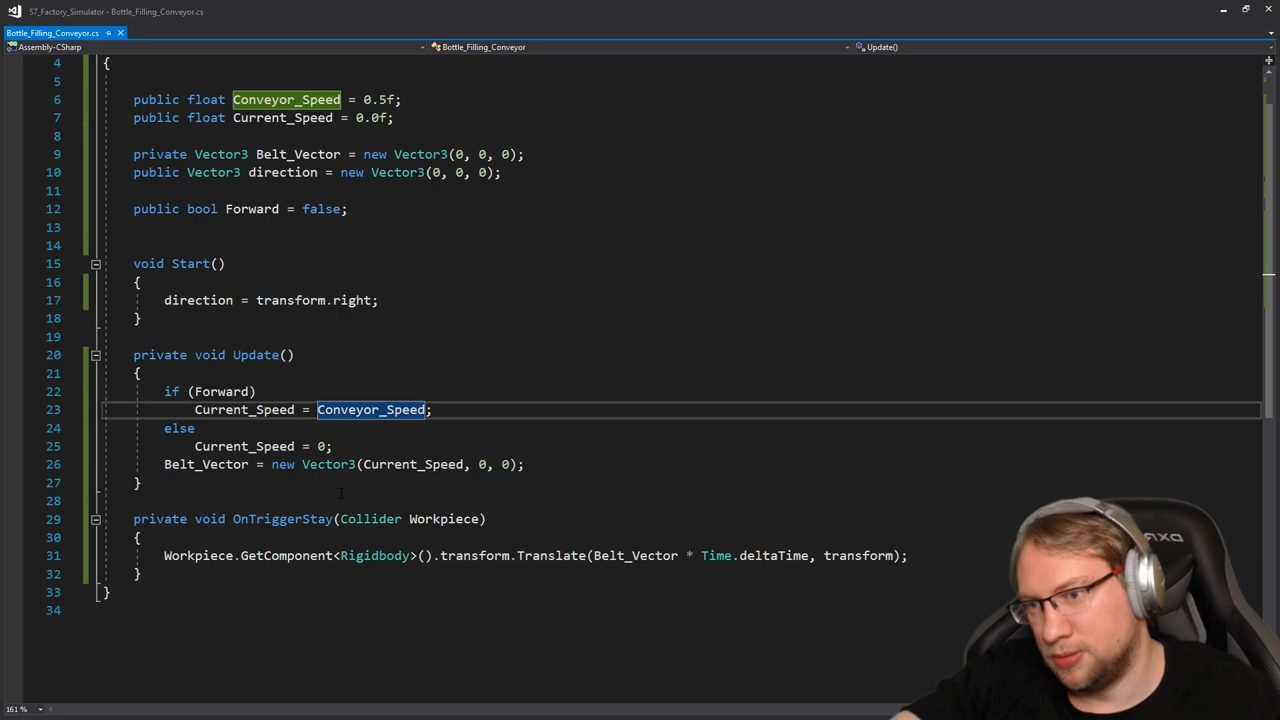 S7_Factory_Simulator - Bottle_Filling_Conveyor.cs
Bottle_Filling_Conveyor.cs
Assembly-CSharp
Bottle_Filling_Conveyor
Update()
4 {
5
6 public float Conveyor_Speed = 0.5f;
7 public float Current_Speed = 0.0f;
8
9 private Vector3 Belt_Vector = new Vector3(0, 0, 0);
10 public Vector3 direction = new Vector3(0, 0, 0);
11
12 public bool Forward = false;
13
14
15 void Start()
16 {
17 direction = transform.right;
18 }
19
20 private void Update()
21 {
22 if (Forward)
23 Current_Speed = Conveyor_Speed;
24 else
25 Current_Speed = 0;
26 Belt_Vector = new Vector3(Current_Speed, 0, 0);
27 }
28
29 private void OnTriggerStay(Collider Workpiece)
30 {
31 Workpiece.GetComponent<Rigidbody>().transform.Translate(Belt_Vector * Time.deltaTime, transform);
32 }
33 }
34
161 %